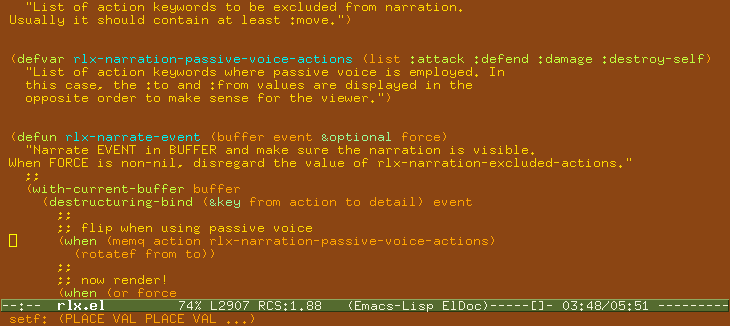 "List of action keywords to be excluded from narration.
Usually it should contain at least :move.")
(defvar rlx-narration-passive-voice-actions (list :attack :defend :damage :destroy-self)
"List of action keywords where passive voice is employed. In
this case, the :to and :from values are displayed in the
opposite order to make sense for the viewer.")
(defun rlx-narrate-event (buffer event &optional force)
"Narrate EVENT in BUFFER and make sure the narration is visible.
When FORCE is non-nil, disregard the value of rlx-narration-excluded-actions."
;;
(with-current-buffer buffer
(destructuring-bind (&key from action to detail) event
;;
;; flip when using passive voice
(when (memq action rlx-narration-passive-voice-actions)
(rotatef from to))
;;
;; now render!
(when (or force
--:-- rlx.el 74% L2907 RCS:1.88 (Emacs-Lisp ElDoc)-----[]- 03:48/05:51 ---------
setf: (PLACE VAL PLACE VAL ...)